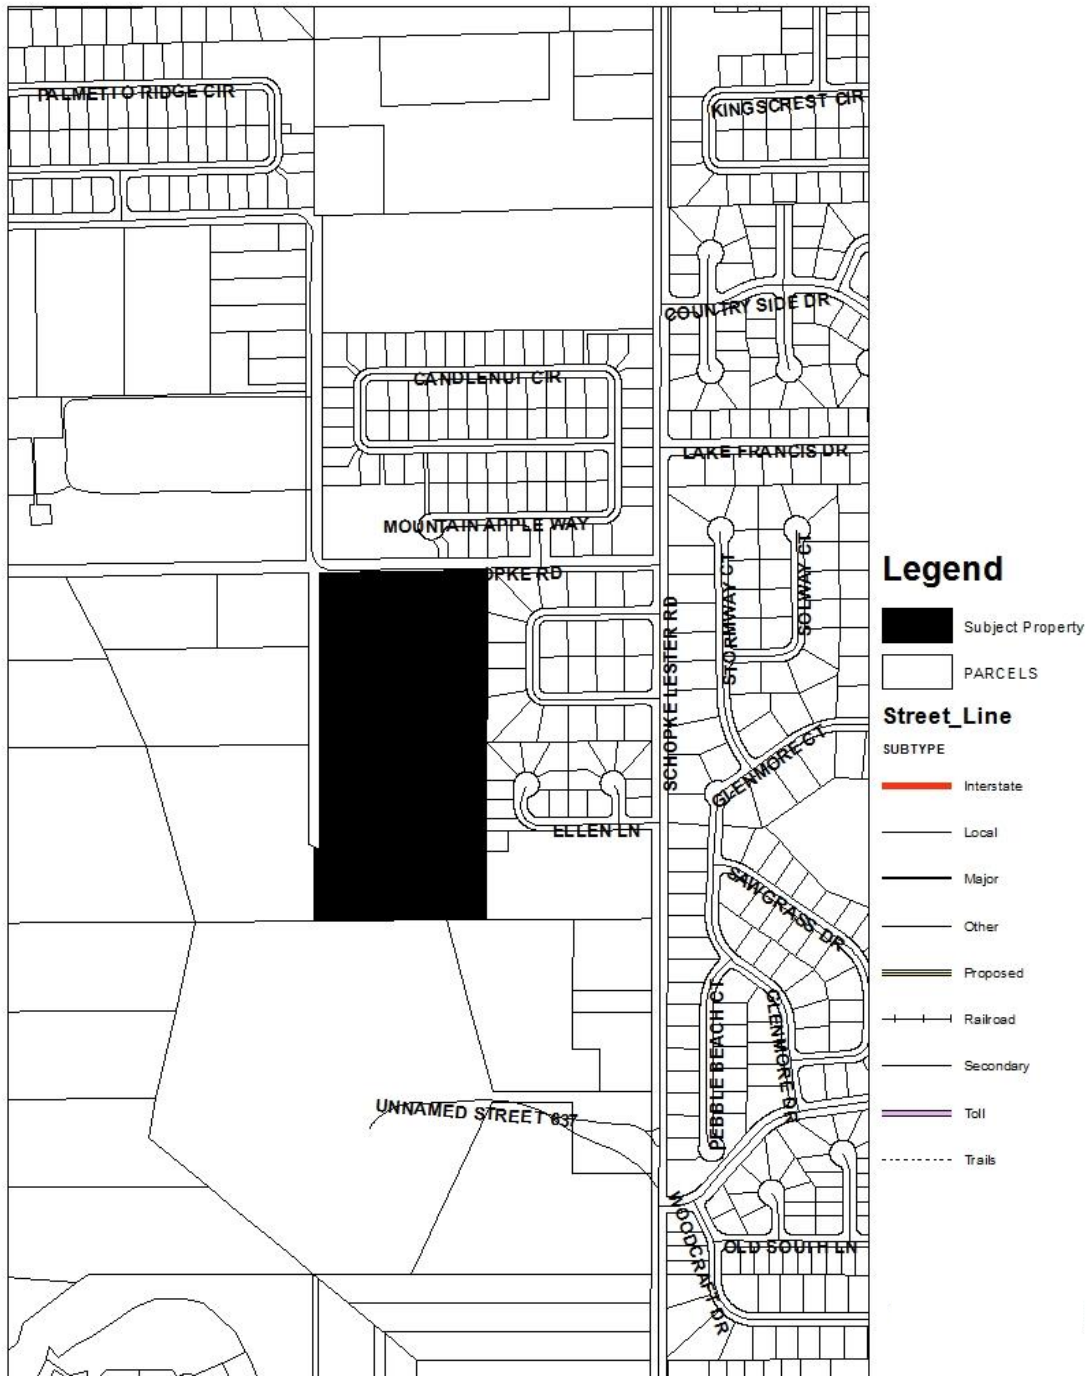 PALMETTO RIDGE CIR
KINGSCREST CIR
COUNTRY SIDE DR
CANDLENUT CIR
LAKE FRANCIS DR
MOUNTAIN APPLE WAY
OPKE RD
SCHOPKE LESTER RD
STORMWAY CT
SOLWAY CT
GLENMORE CT
ELLEN LN
SAWGRASS DR
PEBBLE BEACH CT
GLENMORE DR
UNNAMED STREET 637
WOODCRAFT DR
OLD SOUTH LN
Legend
Subject Property
PARCELS
Street_Line
SUBTYPE
Interstate
Local
Major
Other
Proposed
Railroad
Secondary
Toll
Trails